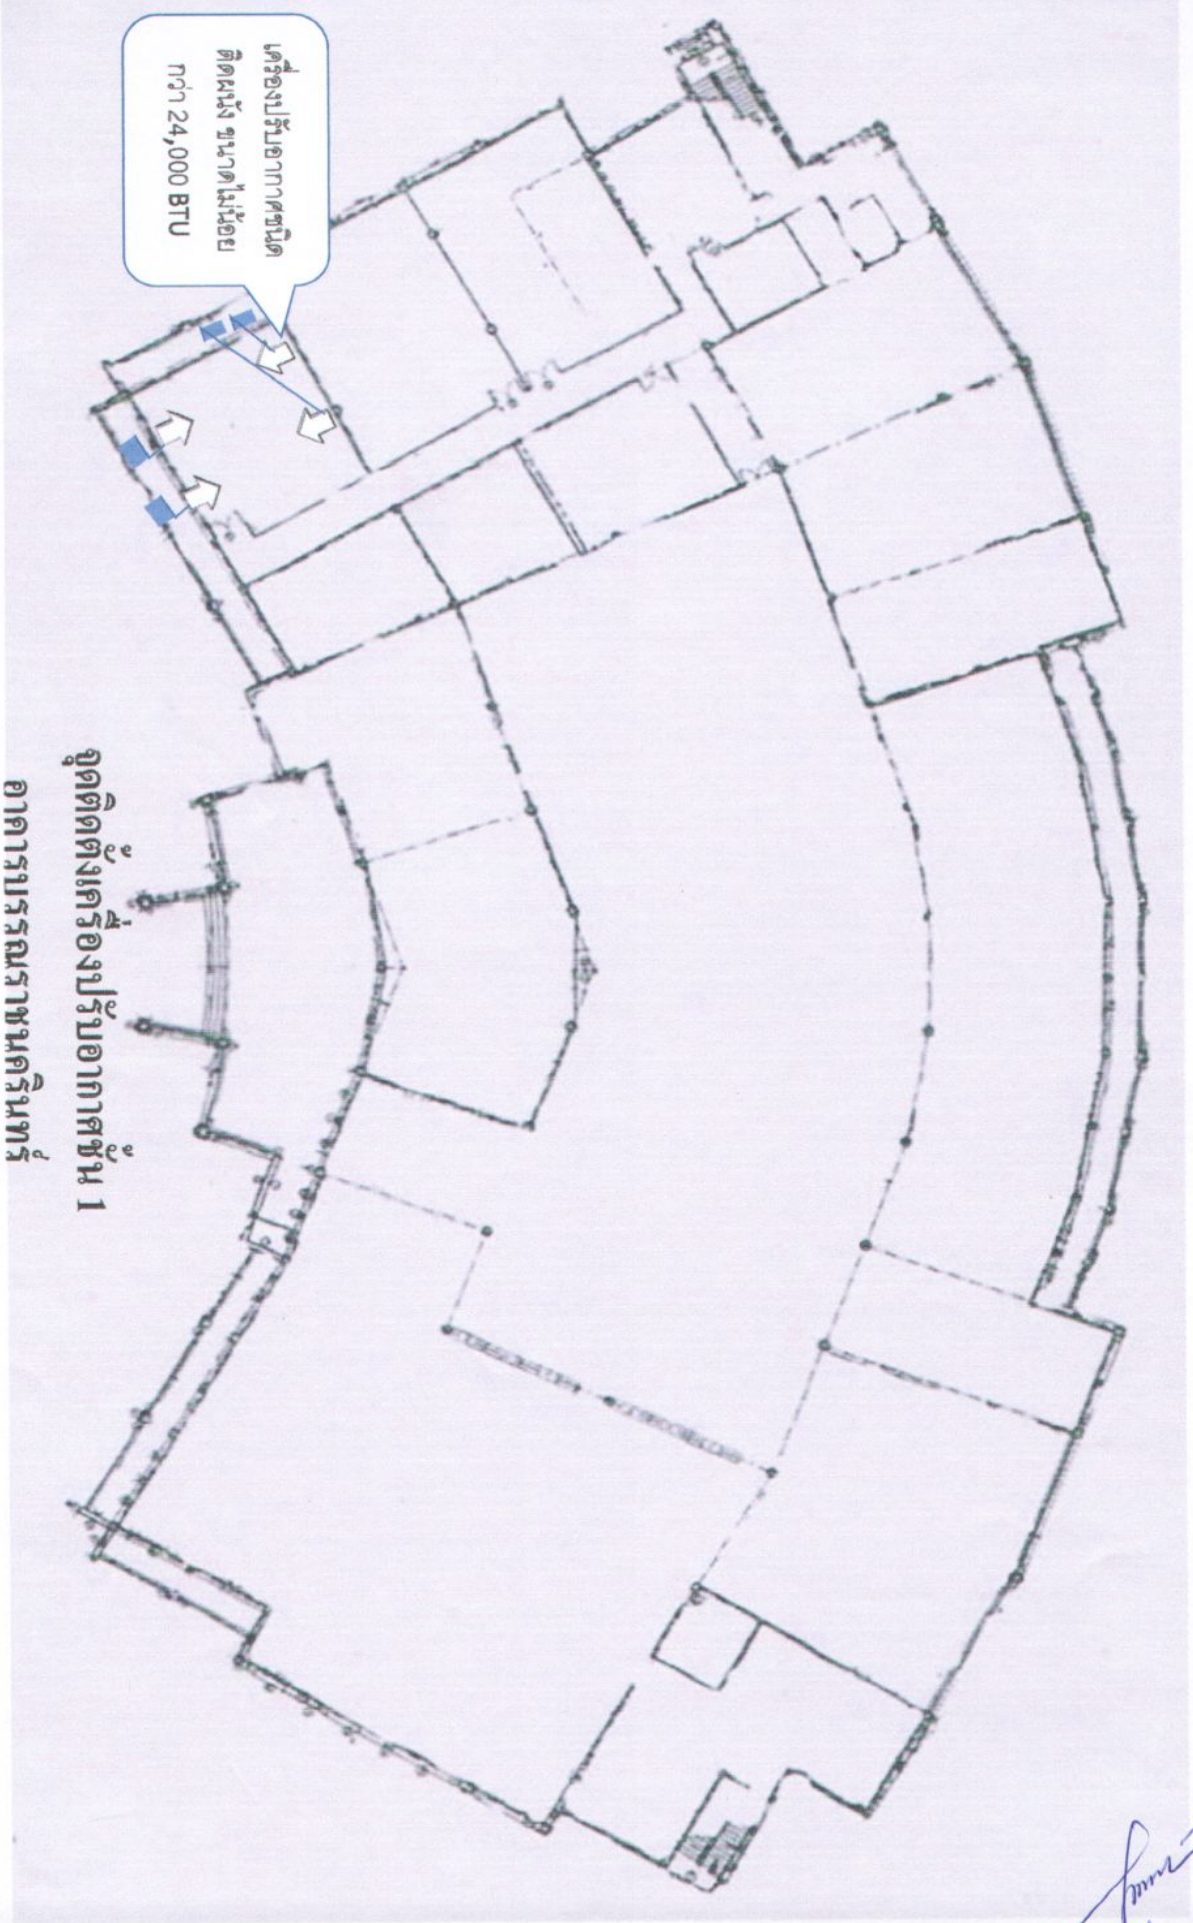 เครื่องปรับอากาศชนิด
ติดผนัง ขนาดไม่น้อย
กว่า 24,000 BTU
จุดติดตั้งเครื่องปรับอากาศชั้น 1
อาคารบรรณราชนครินทร์